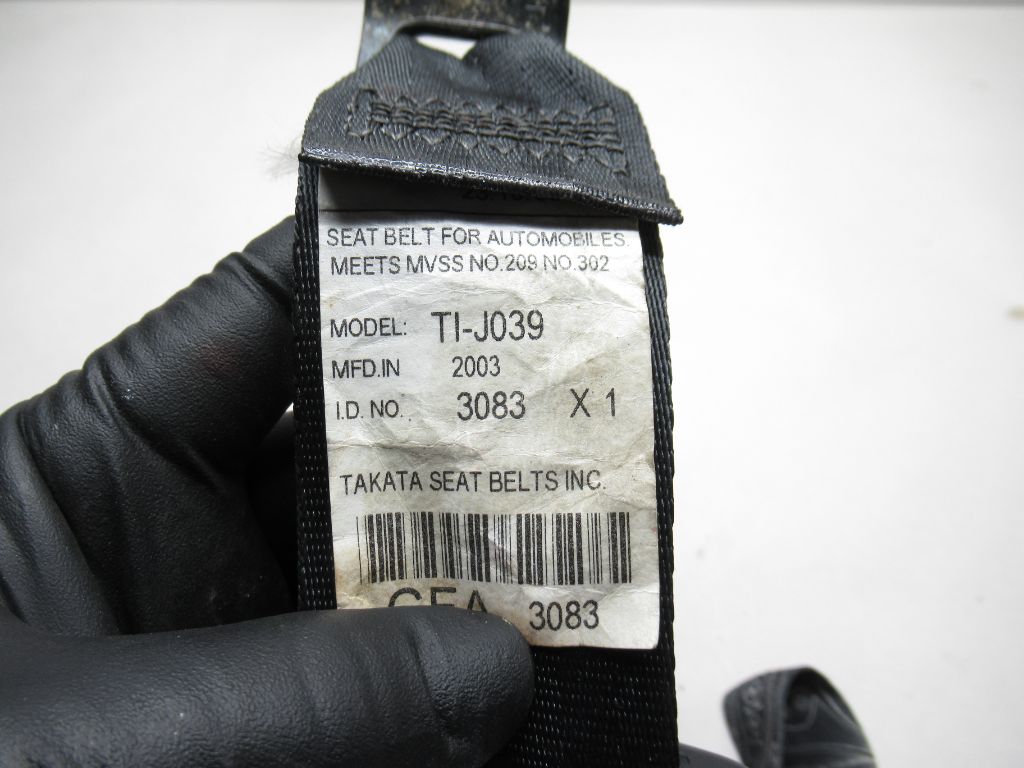 SEAT BELT FOR AUTOMOBILES.
MEETS MVSS NO.209 NO.302
MODEL: TI-J039
MFD.IN 2003
I.D. NO. 3083 X 1
TAKATA SEAT BELTS INC.
3083